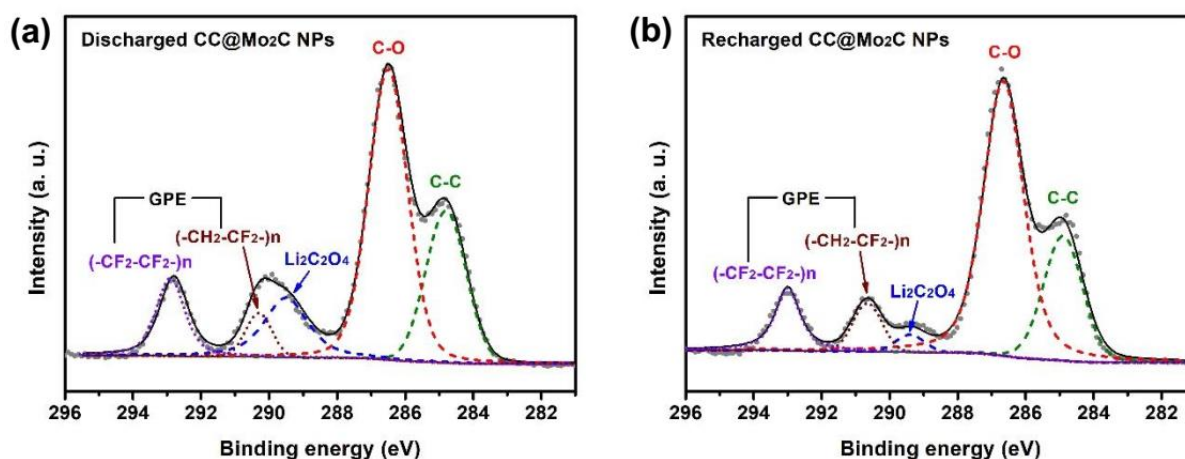 (a)
Discharged CC@Mo2C NPs
C-O
C-C
GPE
(-CH2-CF2-)n
(-CF2-CF2-)n
Li2C2O4
Intensity (a. u.)
296 294 292 290 288 286 284 282
Binding energy (eV)
(b)
Recharged CC@Mo2C NPs
C-O
C-C
GPE
(-CH2-CF2-)n
(-CF2-CF2-)n
Li2C2O4
Intensity (a. u.)
296 294 292 290 288 286 284 282
Binding energy (eV)